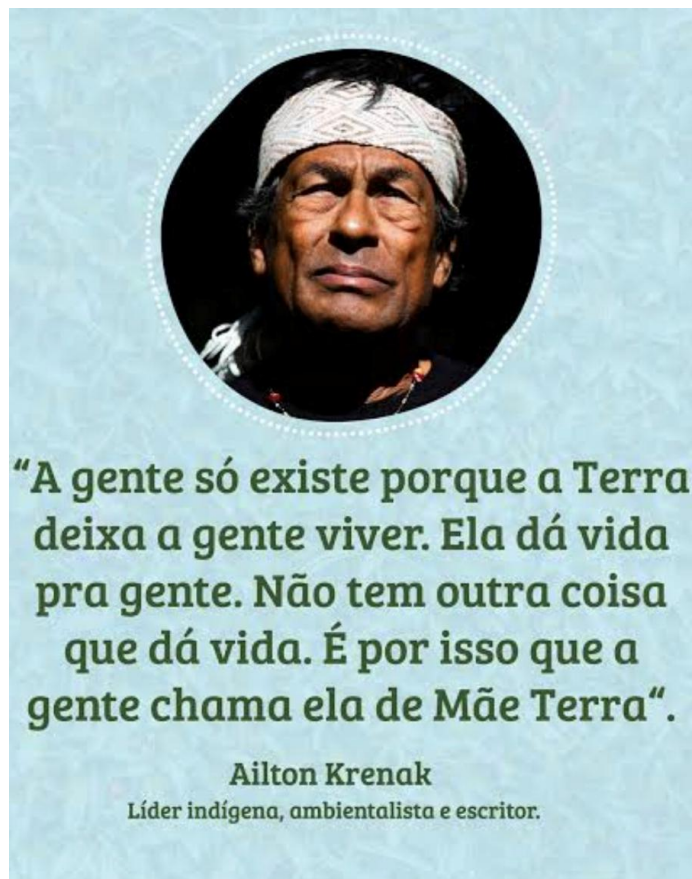 “A gente só existe porque a Terra
deixa a gente viver. Ela dá vida
pra gente. Não tem outra coisa
que dá vida. É por isso que a
gente chama ela de Mãe Terra“.
Ailton Krenak
Líder indígena, ambientalista e escritor.